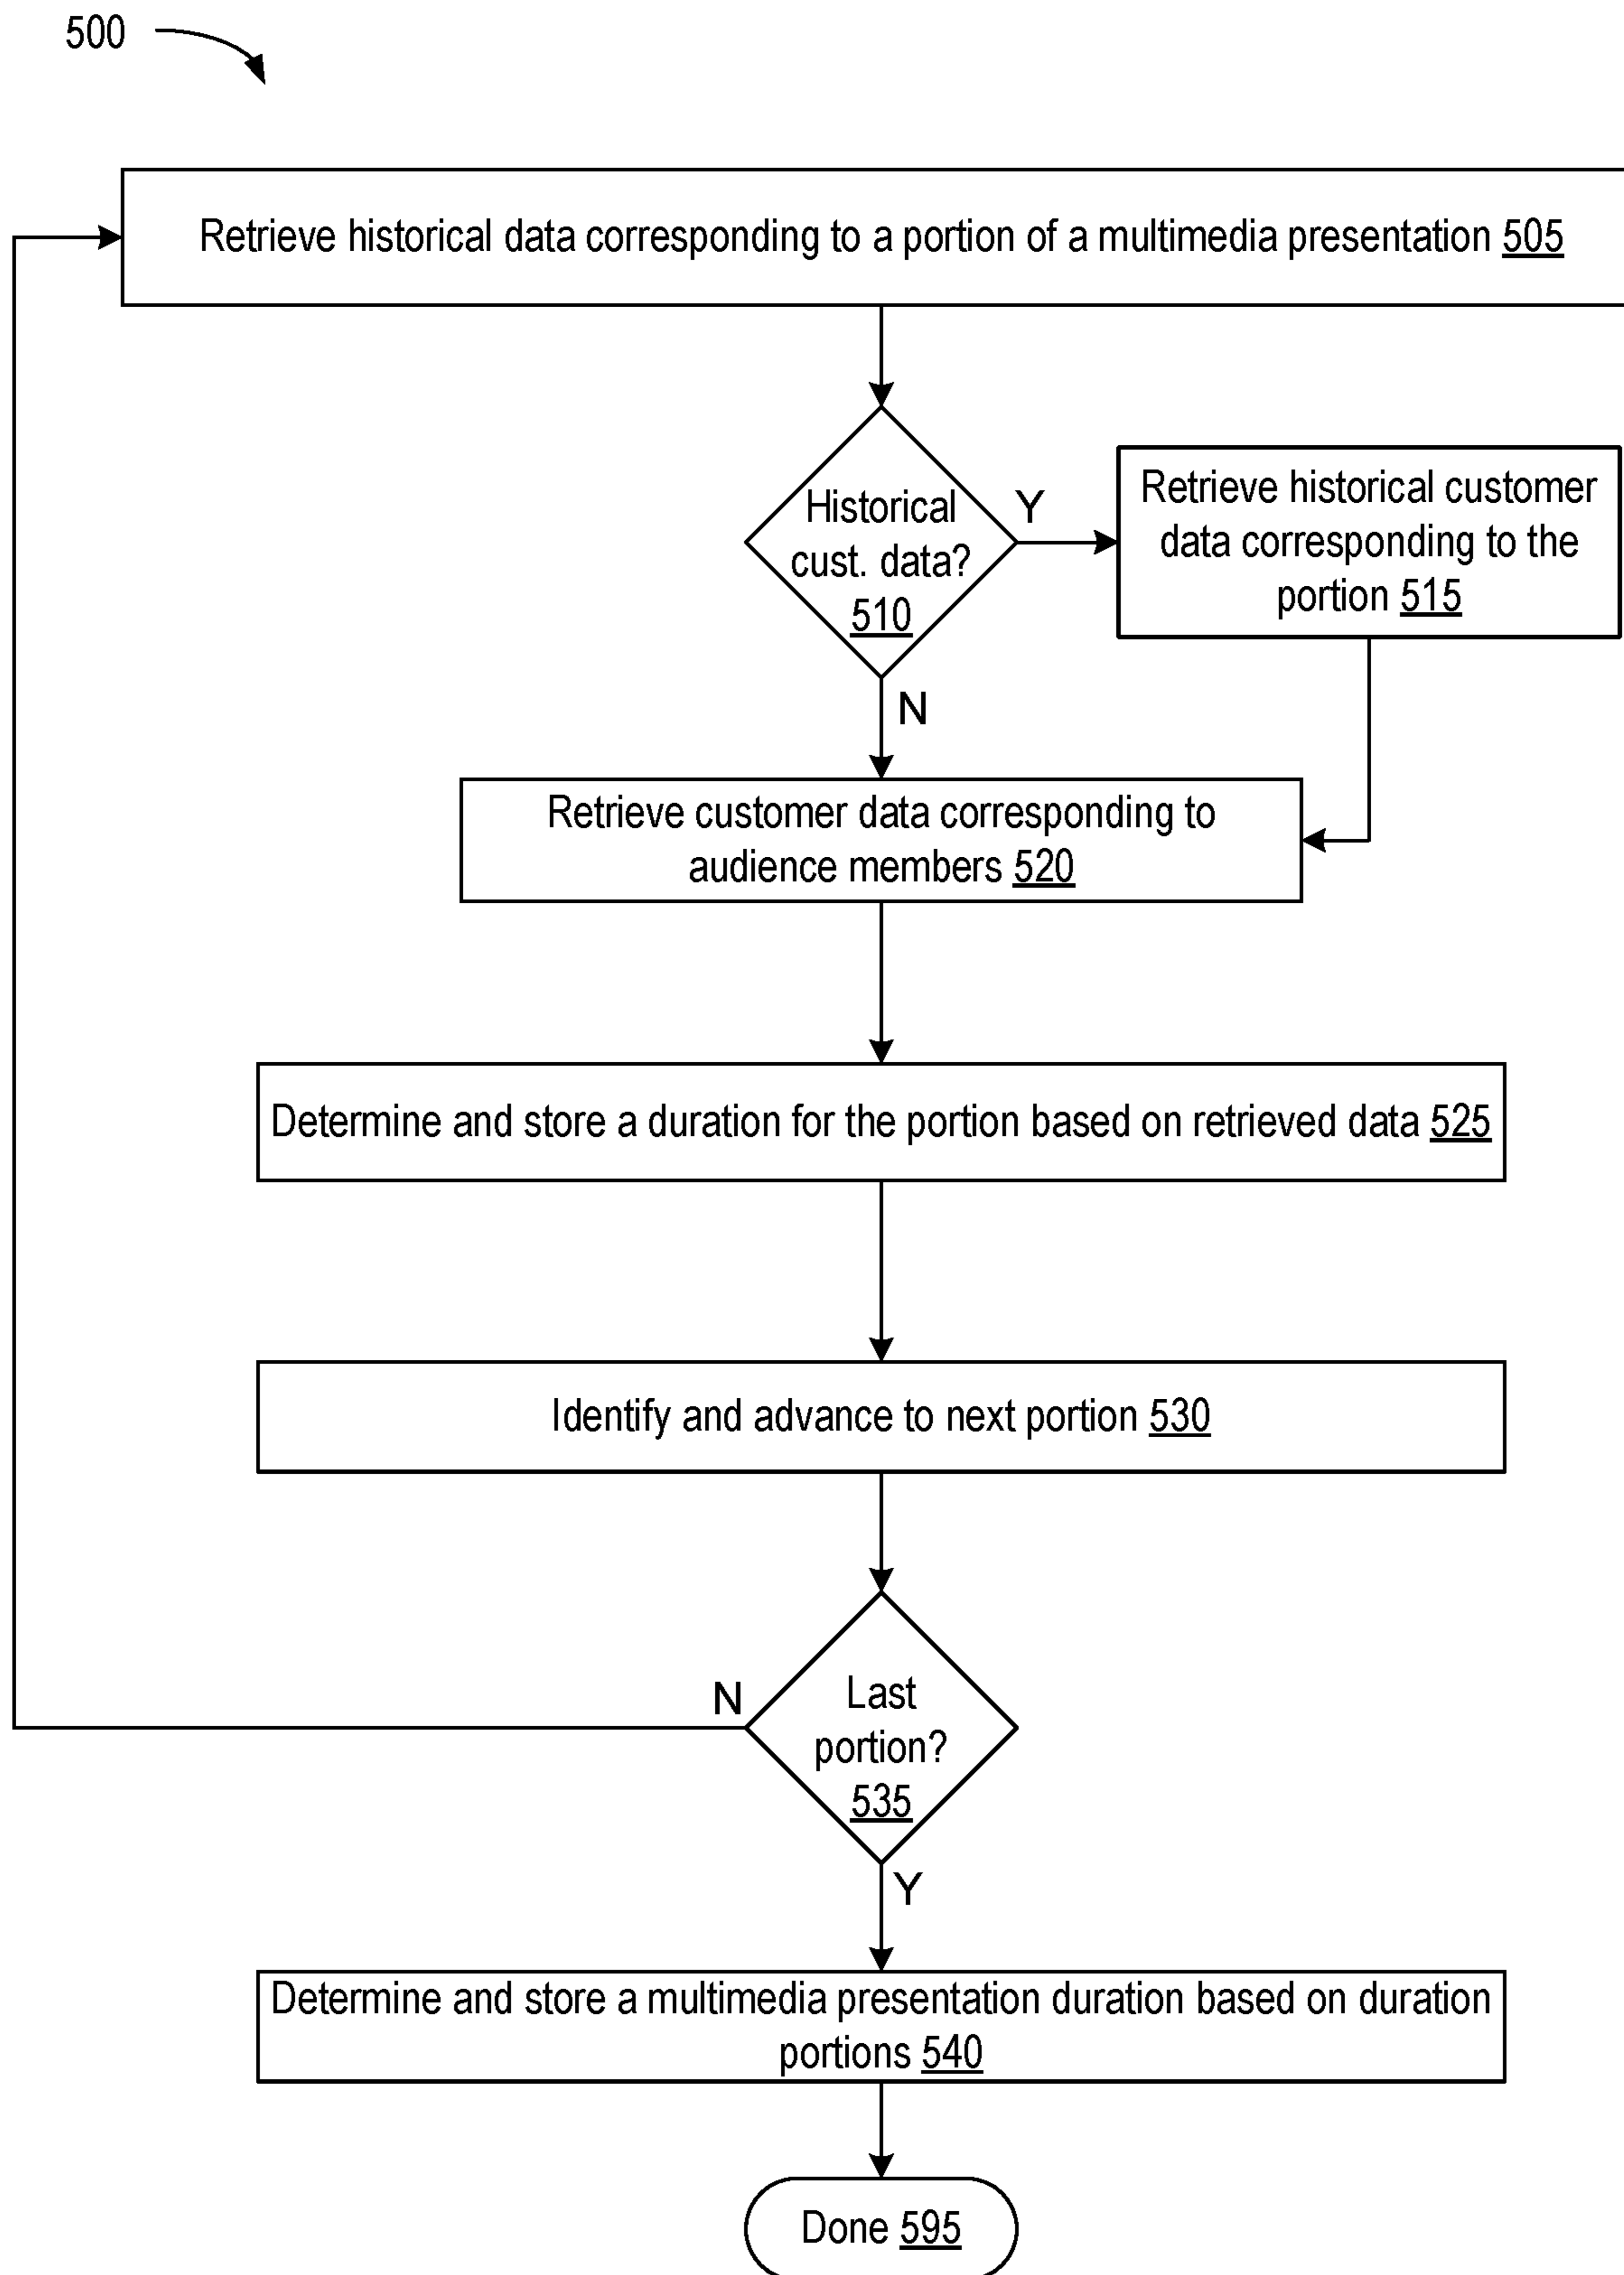 500
Retrieve historical data corresponding to a portion of a multimedia presentation 505
Historical
cust. data?
510
Y
Retrieve historical customer
data corresponding to the
portion 515
N
Retrieve customer data corresponding to
audience members 520
Determine and store a duration for the portion based on retrieved data 525
Identify and advance to next portion 530
N
Last
portion?
535
Y
Determine and store a multimedia presentation duration based on duration
portions 540
Done 595